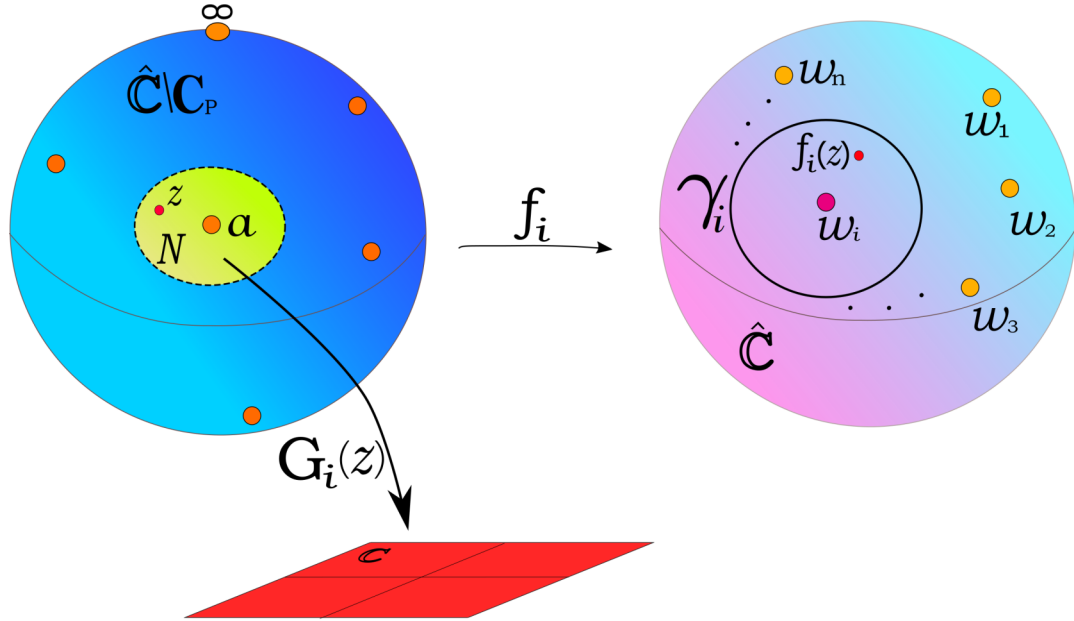 ∞
ℂ̂\C_P
z
a
N
f_i
G_i(z)
ℂ
w_n
w_1
f_i(z)
γ_i
w_i
w_2
w_3
ℂ̂